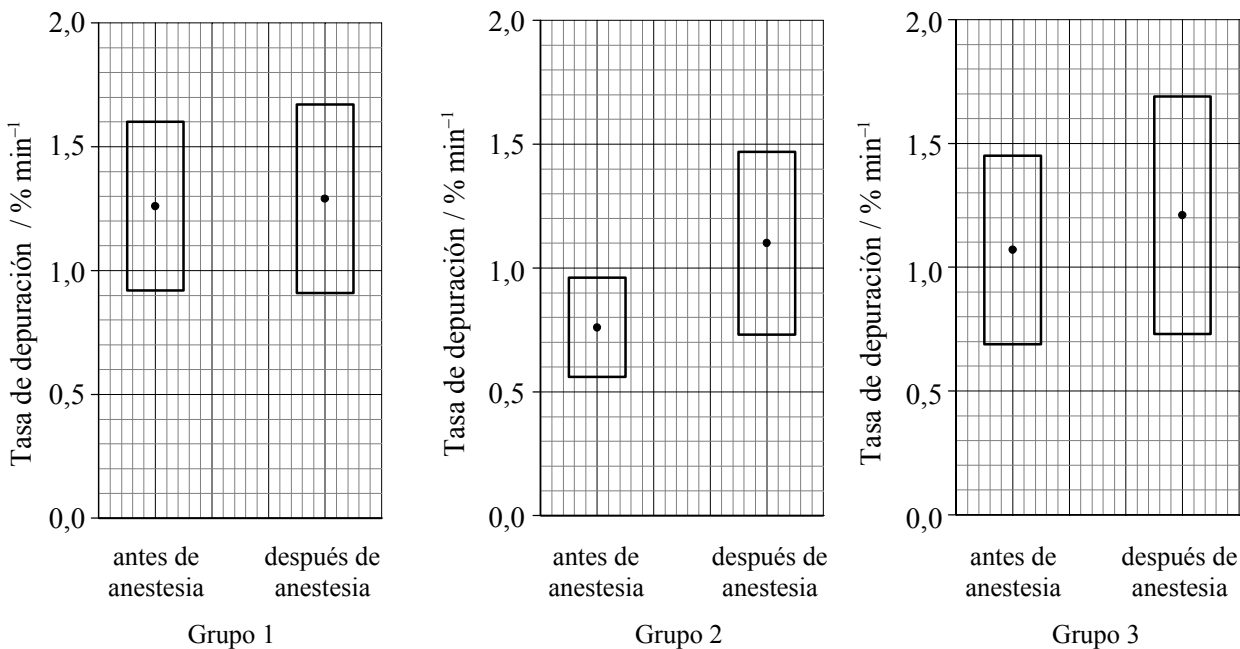 Tasa de depuración / % min⁻¹
2,0
1,5
1,0
0,5
0,0
antes de
anestesia
después de
anestesia
Grupo 1
Tasa de depuración / % min⁻¹
2,0
1,5
1,0
0,5
0,0
antes de
anestesia
después de
anestesia
Grupo 2
Tasa de depuración / % min⁻¹
2,0
1,5
1,0
0,5
0,0
antes de
anestesia
después de
anestesia
Grupo 3